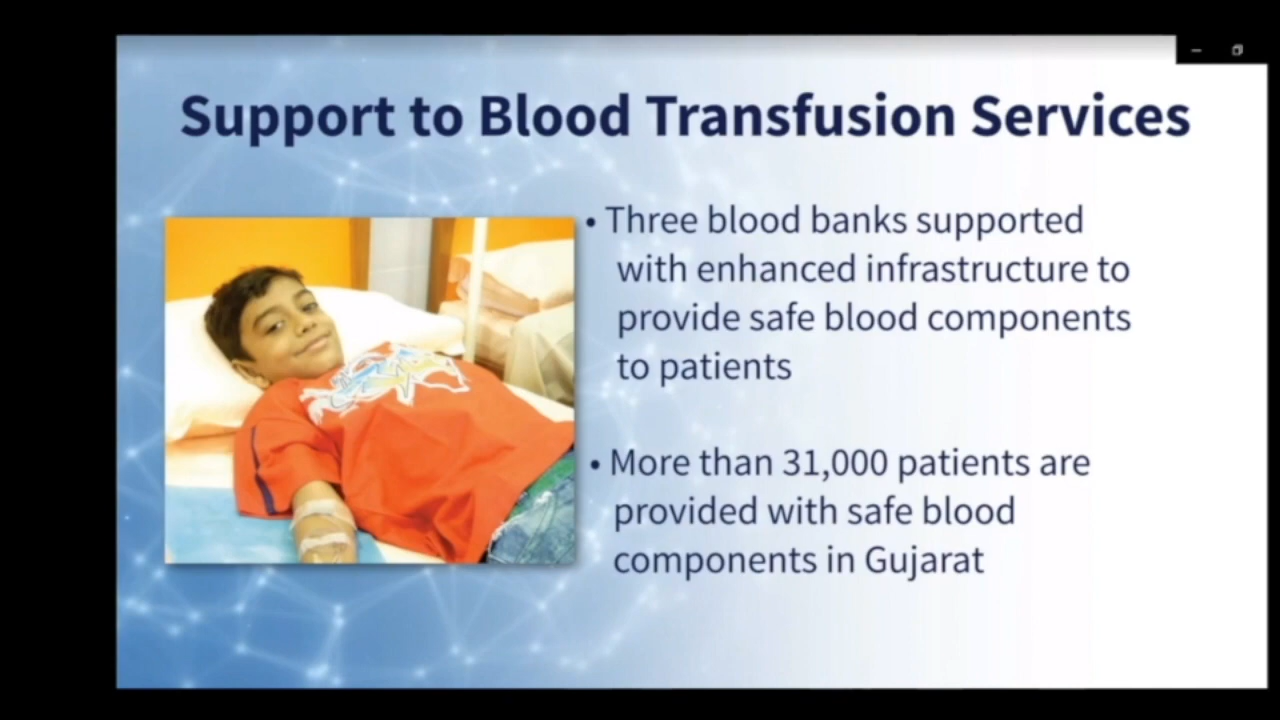 Support to Blood Transfusion Services
• Three blood banks supported
with enhanced infrastructure to
provide safe blood components
to patients
• More than 31,000 patients are
provided with safe blood
components in Gujarat